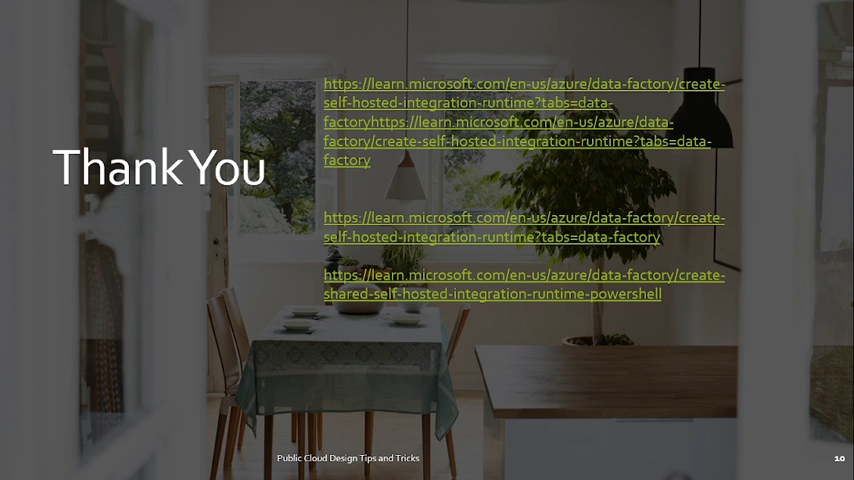 Thank You
https://learn.microsoft.com/en-us/azure/data-factory/create-
self-hosted-integration-runtime?tabs=data-
factoryhttps://learn.microsoft.com/en-us/azure/data-
factory/create-self-hosted-integration-runtime?tabs=data-
factory
https://learn.microsoft.com/en-us/azure/data-factory/create-
self-hosted-integration-runtime?tabs=data-factory
https://learn.microsoft.com/en-us/azure/data-factory/create-
shared-self-hosted-integration-runtime-powershell
Public Cloud Design Tips and Tricks
10